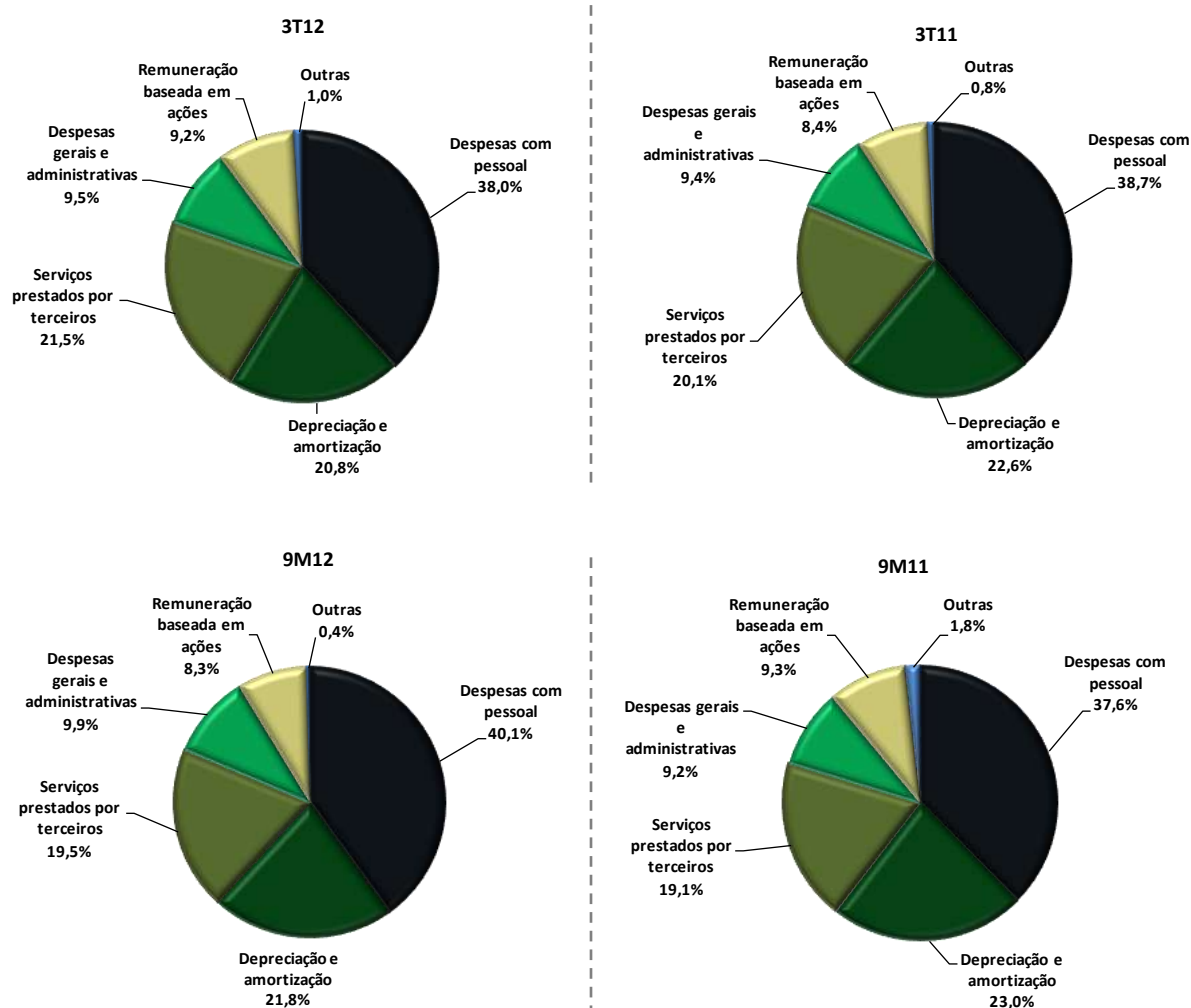 3T12
Remuneração
baseada em
ações
9,2%
Outras
1,0%
Despesas com
pessoal
38,0%
Despesas
gerais e
administrativas
9,5%
Serviços
prestados por
terceiros
21,5%
Depreciação e
amortização
20,8%
3T11
Remuneração
baseada em
ações
8,4%
Outras
0,8%
Despesas com
pessoal
38,7%
Despesas gerais
e
administrativas
9,4%
Serviços
prestados por
terceiros
20,1%
Depreciação e
amortização
22,6%
9M12
Remuneração
baseada em
ações
8,3%
Outras
0,4%
Despesas com
pessoal
40,1%
Despesas
gerais e
administrativas
9,9%
Serviços
prestados por
terceiros
19,5%
Depreciação e
amortização
21,8%
9M11
Remuneração
baseada em
ações
9,3%
Outras
1,8%
Despesas com
pessoal
37,6%
Despesas gerais
e
administrativas
9,2%
Serviços
prestados por
terceiros
19,1%
Depreciação e
amortização
23,0%